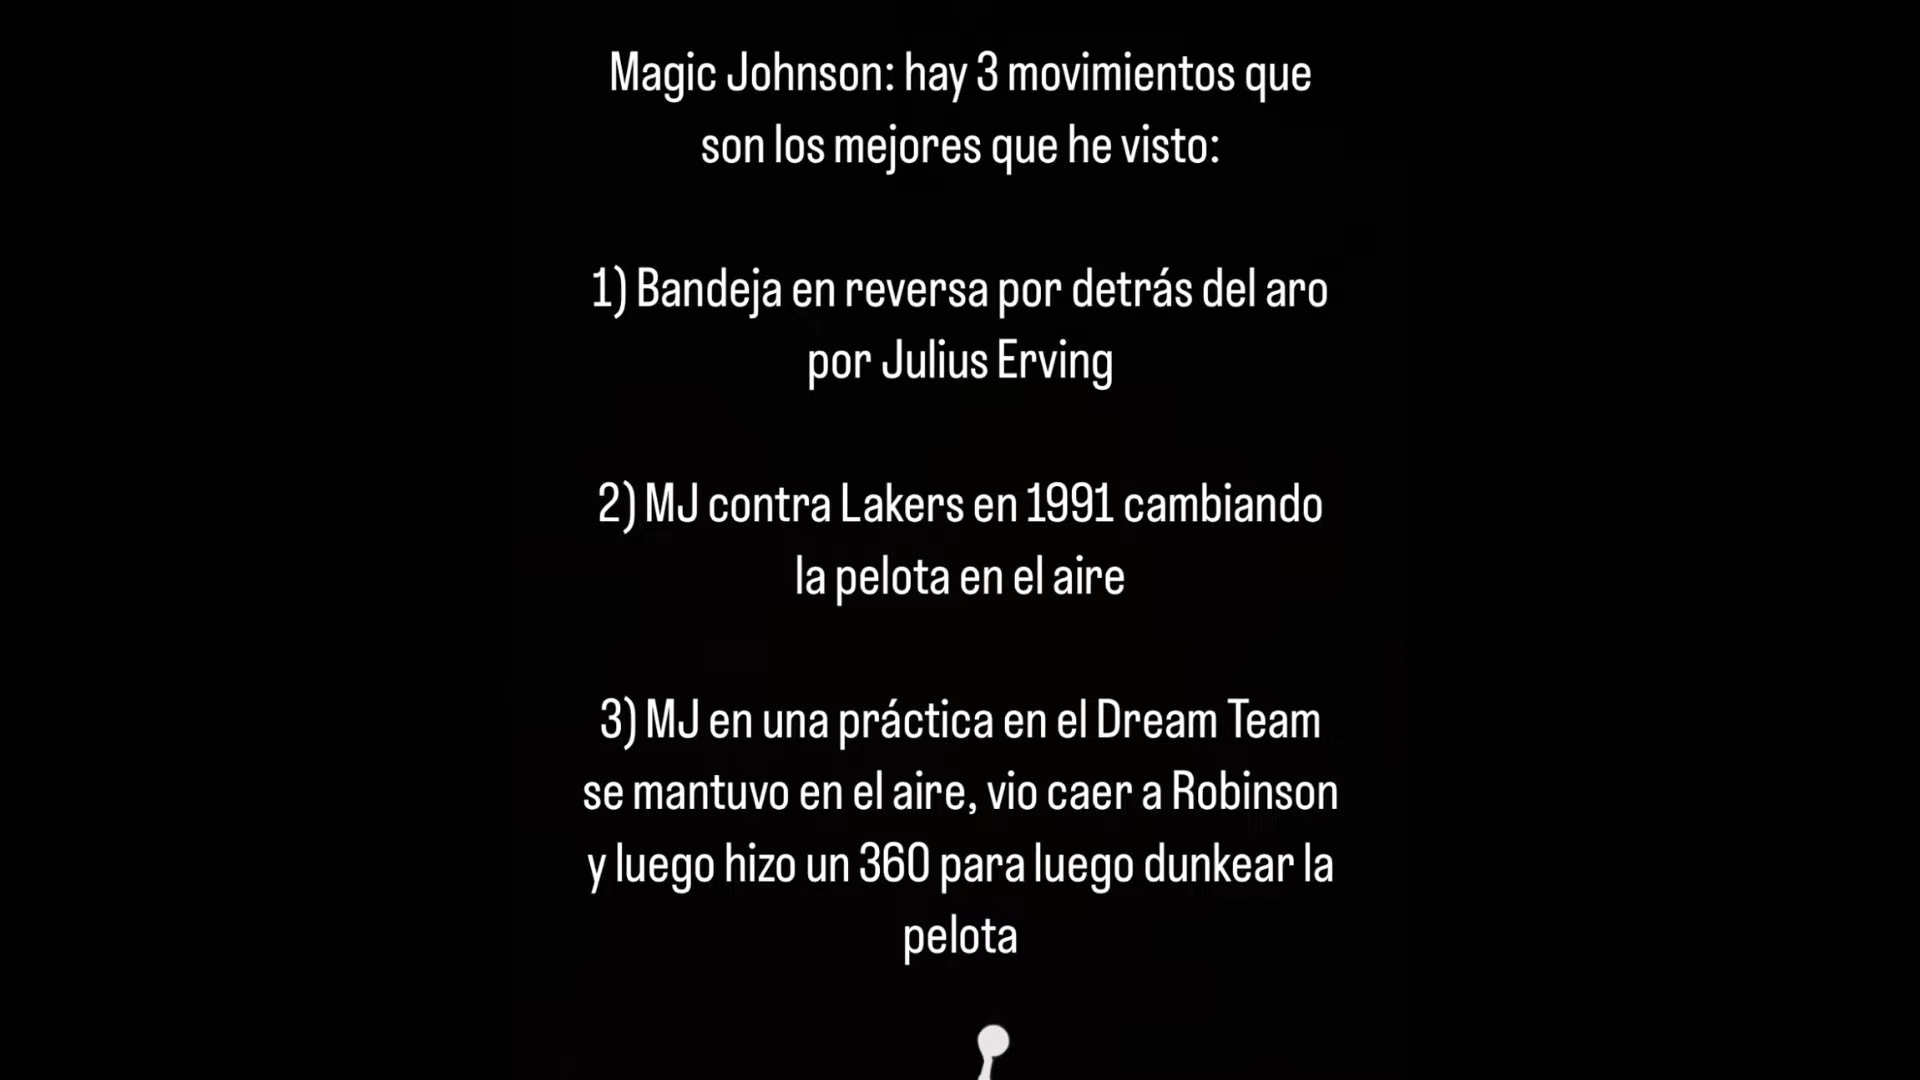 Magic Johnson: hay 3 movimientos que
son los mejores que he visto:
1) Bandeja en reversa por detrás del aro
por Julius Erving
2) MJ contra Lakers en 1991 cambiando
la pelota en el aire
3) MJ en una práctica en el Dream Team
se mantuvo en el aire, vio caer a Robinson
y luego hizo un 360 para luego dunkear la
pelota